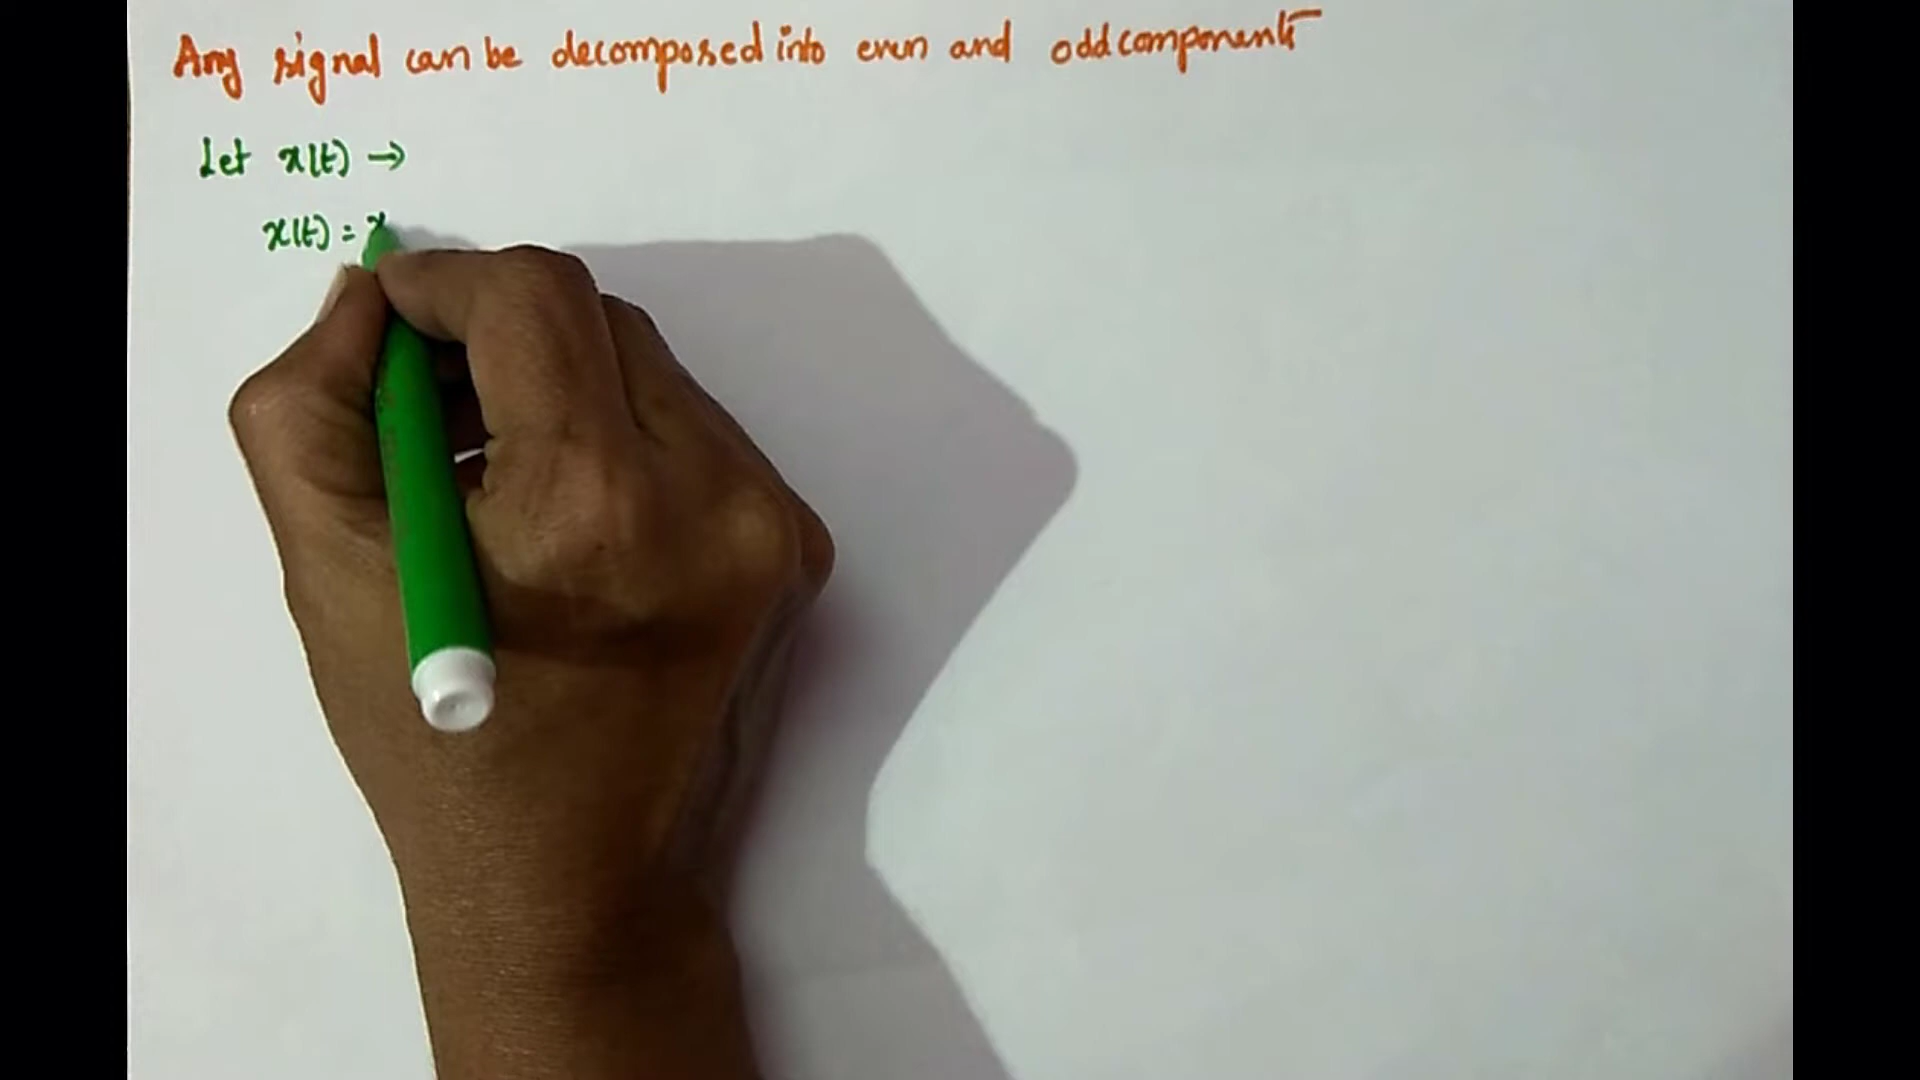 Any signal can be decomposed into even and odd components
Let x(t) →
x(t) = x